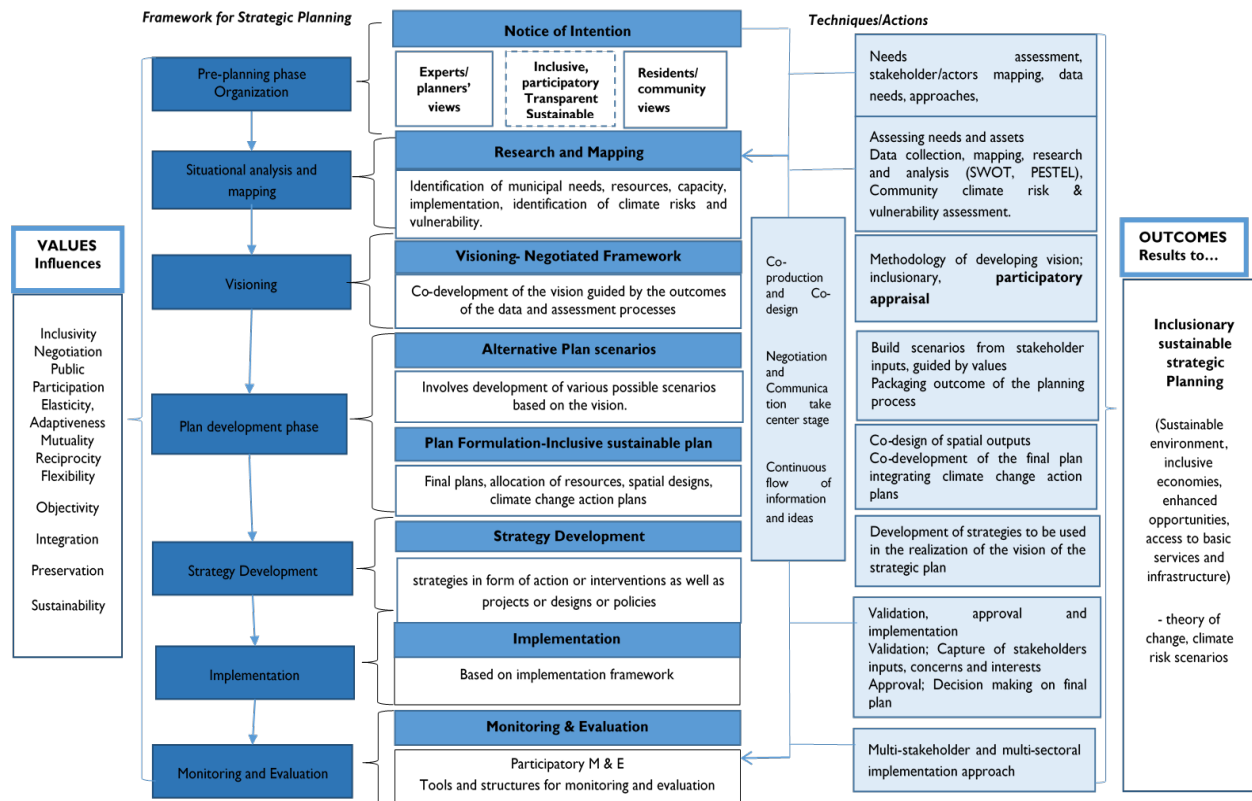 Framework for Strategic Planning
Techniques/Actions
VALUES
Influences
Inclusivity
Negotiation
Public
Participation
Elasticity,
Adaptiveness
Mutuality
Reciprocity
Flexibility
Objectivity
Integration
Preservation
Sustainability
Pre-planning phase
Organization
Situational analysis and
mapping
Visioning
Plan development phase
Strategy Development
Implementation
Monitoring and Evaluation
Notice of Intention
Experts/
planners'
views
Inclusive,
participatory
Transparent
Sustainable
Residents/
community
views
Research and Mapping
Identification of municipal needs, resources, capacity,
implementation, identification of climate risks and
vulnerability.
Visioning- Negotiated Framework
Co-development of the vision guided by the outcomes
of the data and assessment processes
Alternative Plan scenarios
Involves development of various possible scenarios
based on the vision.
Plan Formulation-Inclusive sustainable plan
Final plans, allocation of resources, spatial designs,
climate change action plans
Strategy Development
strategies in form of action or interventions as well as
projects or designs or policies
Implementation
Based on implementation framework
Monitoring & Evaluation
Participatory M & E
Tools and structures for monitoring and evaluation
Co-
production
and Co-
design
Negotiation
and
Communica
tion take
center stage
Continuous
flow of
information
and ideas
Needs assessment,
stakeholder/actors mapping, data
needs, approaches,
Assessing needs and assets
Data collection, mapping, research
and analysis (SWOT, PESTEL),
Community climate risk &
vulnerability assessment.
Methodology of developing vision;
inclusionary, participatory
appraisal
Build scenarios from stakeholder
inputs, guided by values
Packaging outcome of the planning
process
Co-design of spatial outputs
Co-development of the final plan
integrating climate change action
plans
Development of strategies to be used
in the realization of the vision of the
strategic plan
Validation, approval and
implementation
Validation; Capture of stakeholders
inputs, concerns and interests
Approval; Decision making on final
plan
Multi-stakeholder and multi-sectoral
implementation approach
OUTCOMES
Results to…
Inclusionary
sustainable
strategic
Planning
(Sustainable
environment,
inclusive
economies,
enhanced
opportunities,
access to basic
services and
infrastructure)
- theory of
change, climate
risk scenarios